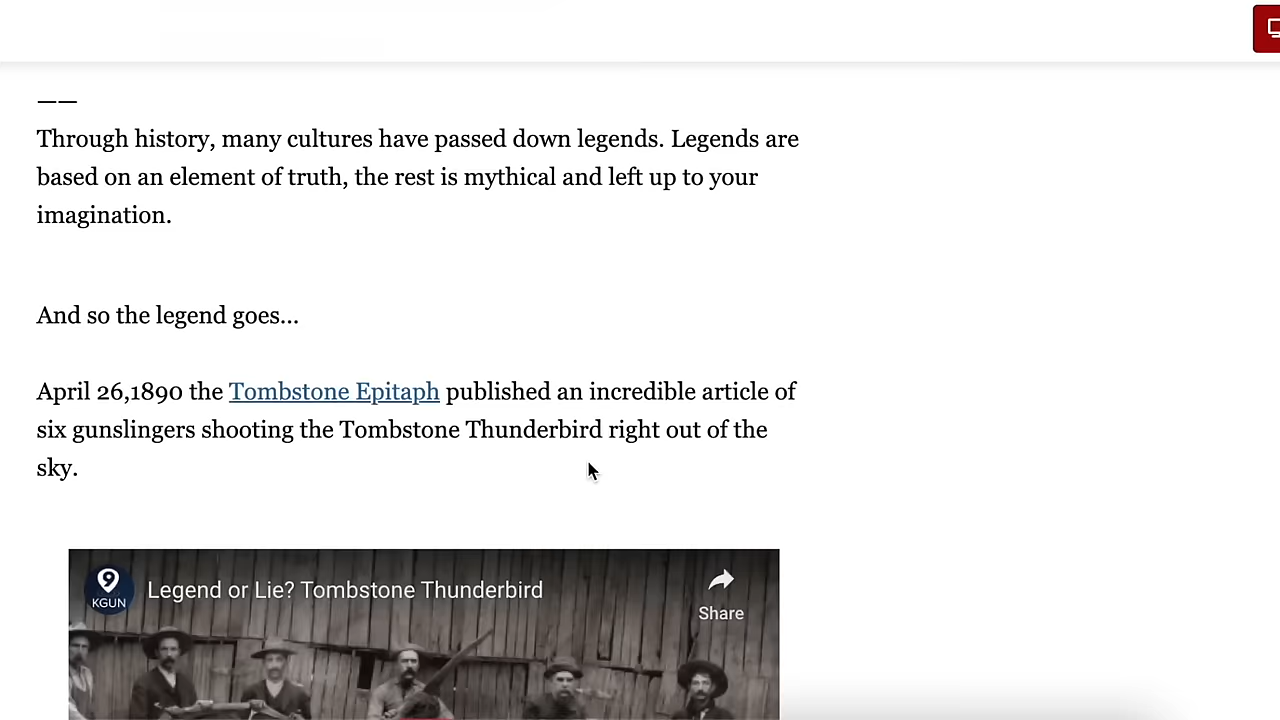 ——
Through history, many cultures have passed down legends. Legends are
based on an element of truth, the rest is mythical and left up to your
imagination.
And so the legend goes...
April 26,1890 the Tombstone Epitaph published an incredible article of
six gunslingers shooting the Tombstone Thunderbird right out of the
sky.
9
KGUN
Legend or Lie? Tombstone Thunderbird
Share